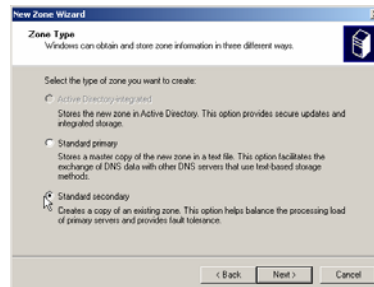 New Zone Wizard
Zone Type
Windows can obtain and store zone information in three different ways.
Select the type of zone you want to create:
Active Directory-integrated
Stores the new zone in Active Directory. This option provides secure updates and
integrated storage.
Standard primary
Stores a master copy of the new zone in a text file. This option facilitates the
exchange of DNS data with other DNS servers that use text-based storage
methods.
Standard secondary
Creates a copy of an existing zone. This option helps balance the processing load
of primary servers and provides fault tolerance.
< Back Next > Cancel